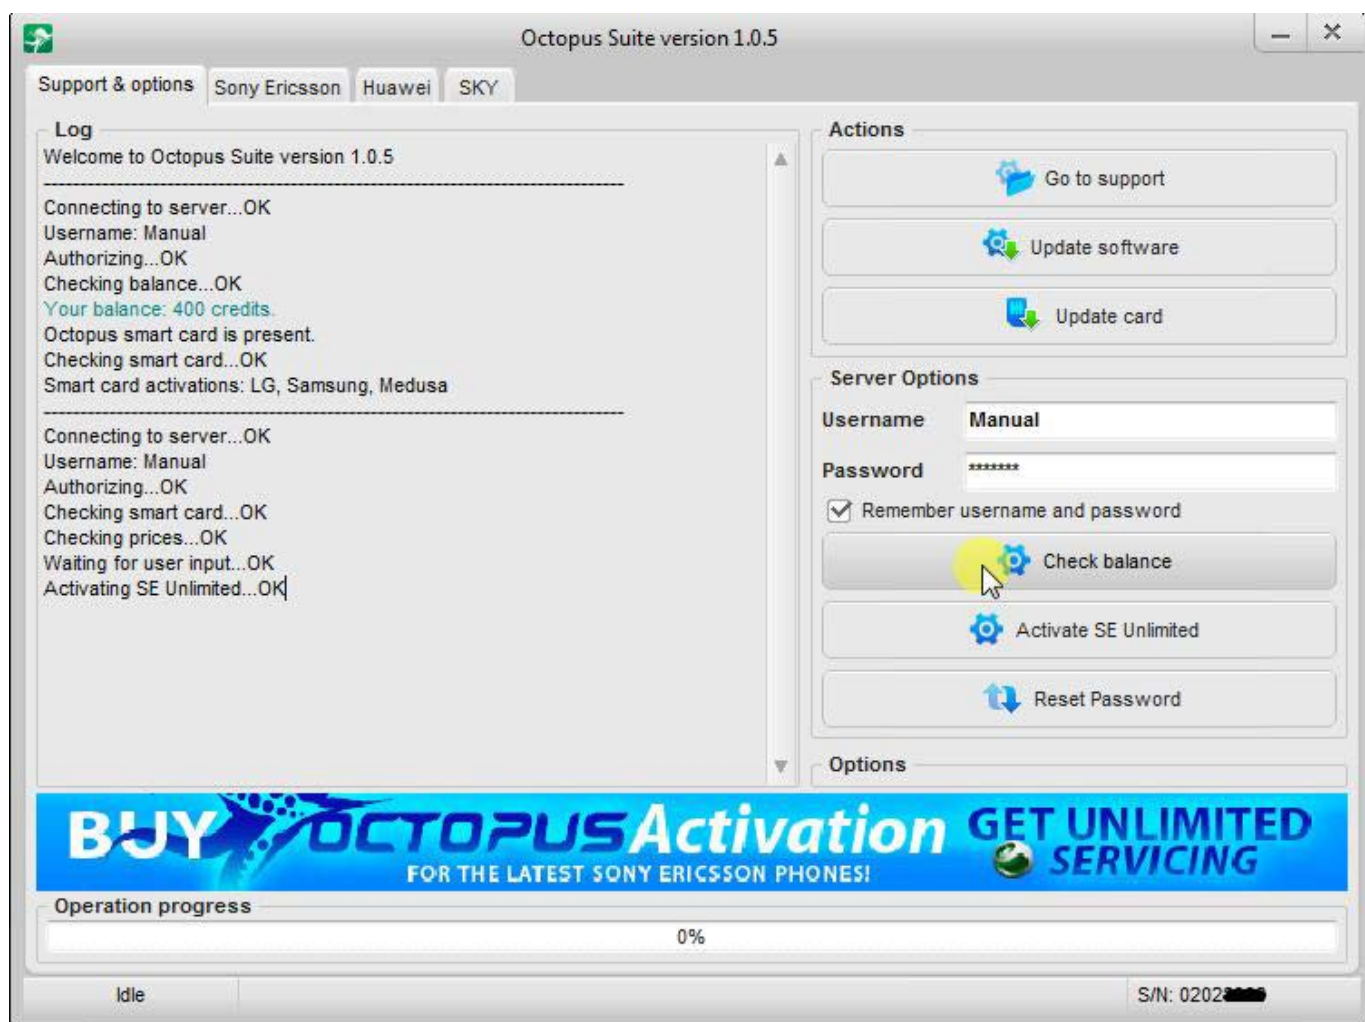 Octopus Suite version 1.0.5
Support & options
Sony Ericsson
Huawei
SKY
Log
Welcome to Octopus Suite version 1.0.5
Connecting to server...OK
Username: Manual
Authorizing...OK
Checking balance...OK
Your balance: 400 credits.
Octopus smart card is present.
Checking smart card...OK
Smart card activations: LG, Samsung, Medusa
Connecting to server...OK
Username: Manual
Authorizing...OK
Checking smart card...OK
Checking prices...OK
Waiting for user input...OK
Activating SE Unlimited...OK
Actions
Go to support
Update software
Update card
Server Options
Username Manual
Password *******
Remember username and password
Check balance
Activate SE Unlimited
Reset Password
Options
BUY OCTOPUS Activation
FOR THE LATEST SONY ERICSSON PHONES!
GET UNLIMITED
SERVICING
Operation progress
0%
Idle
S/N: 0202